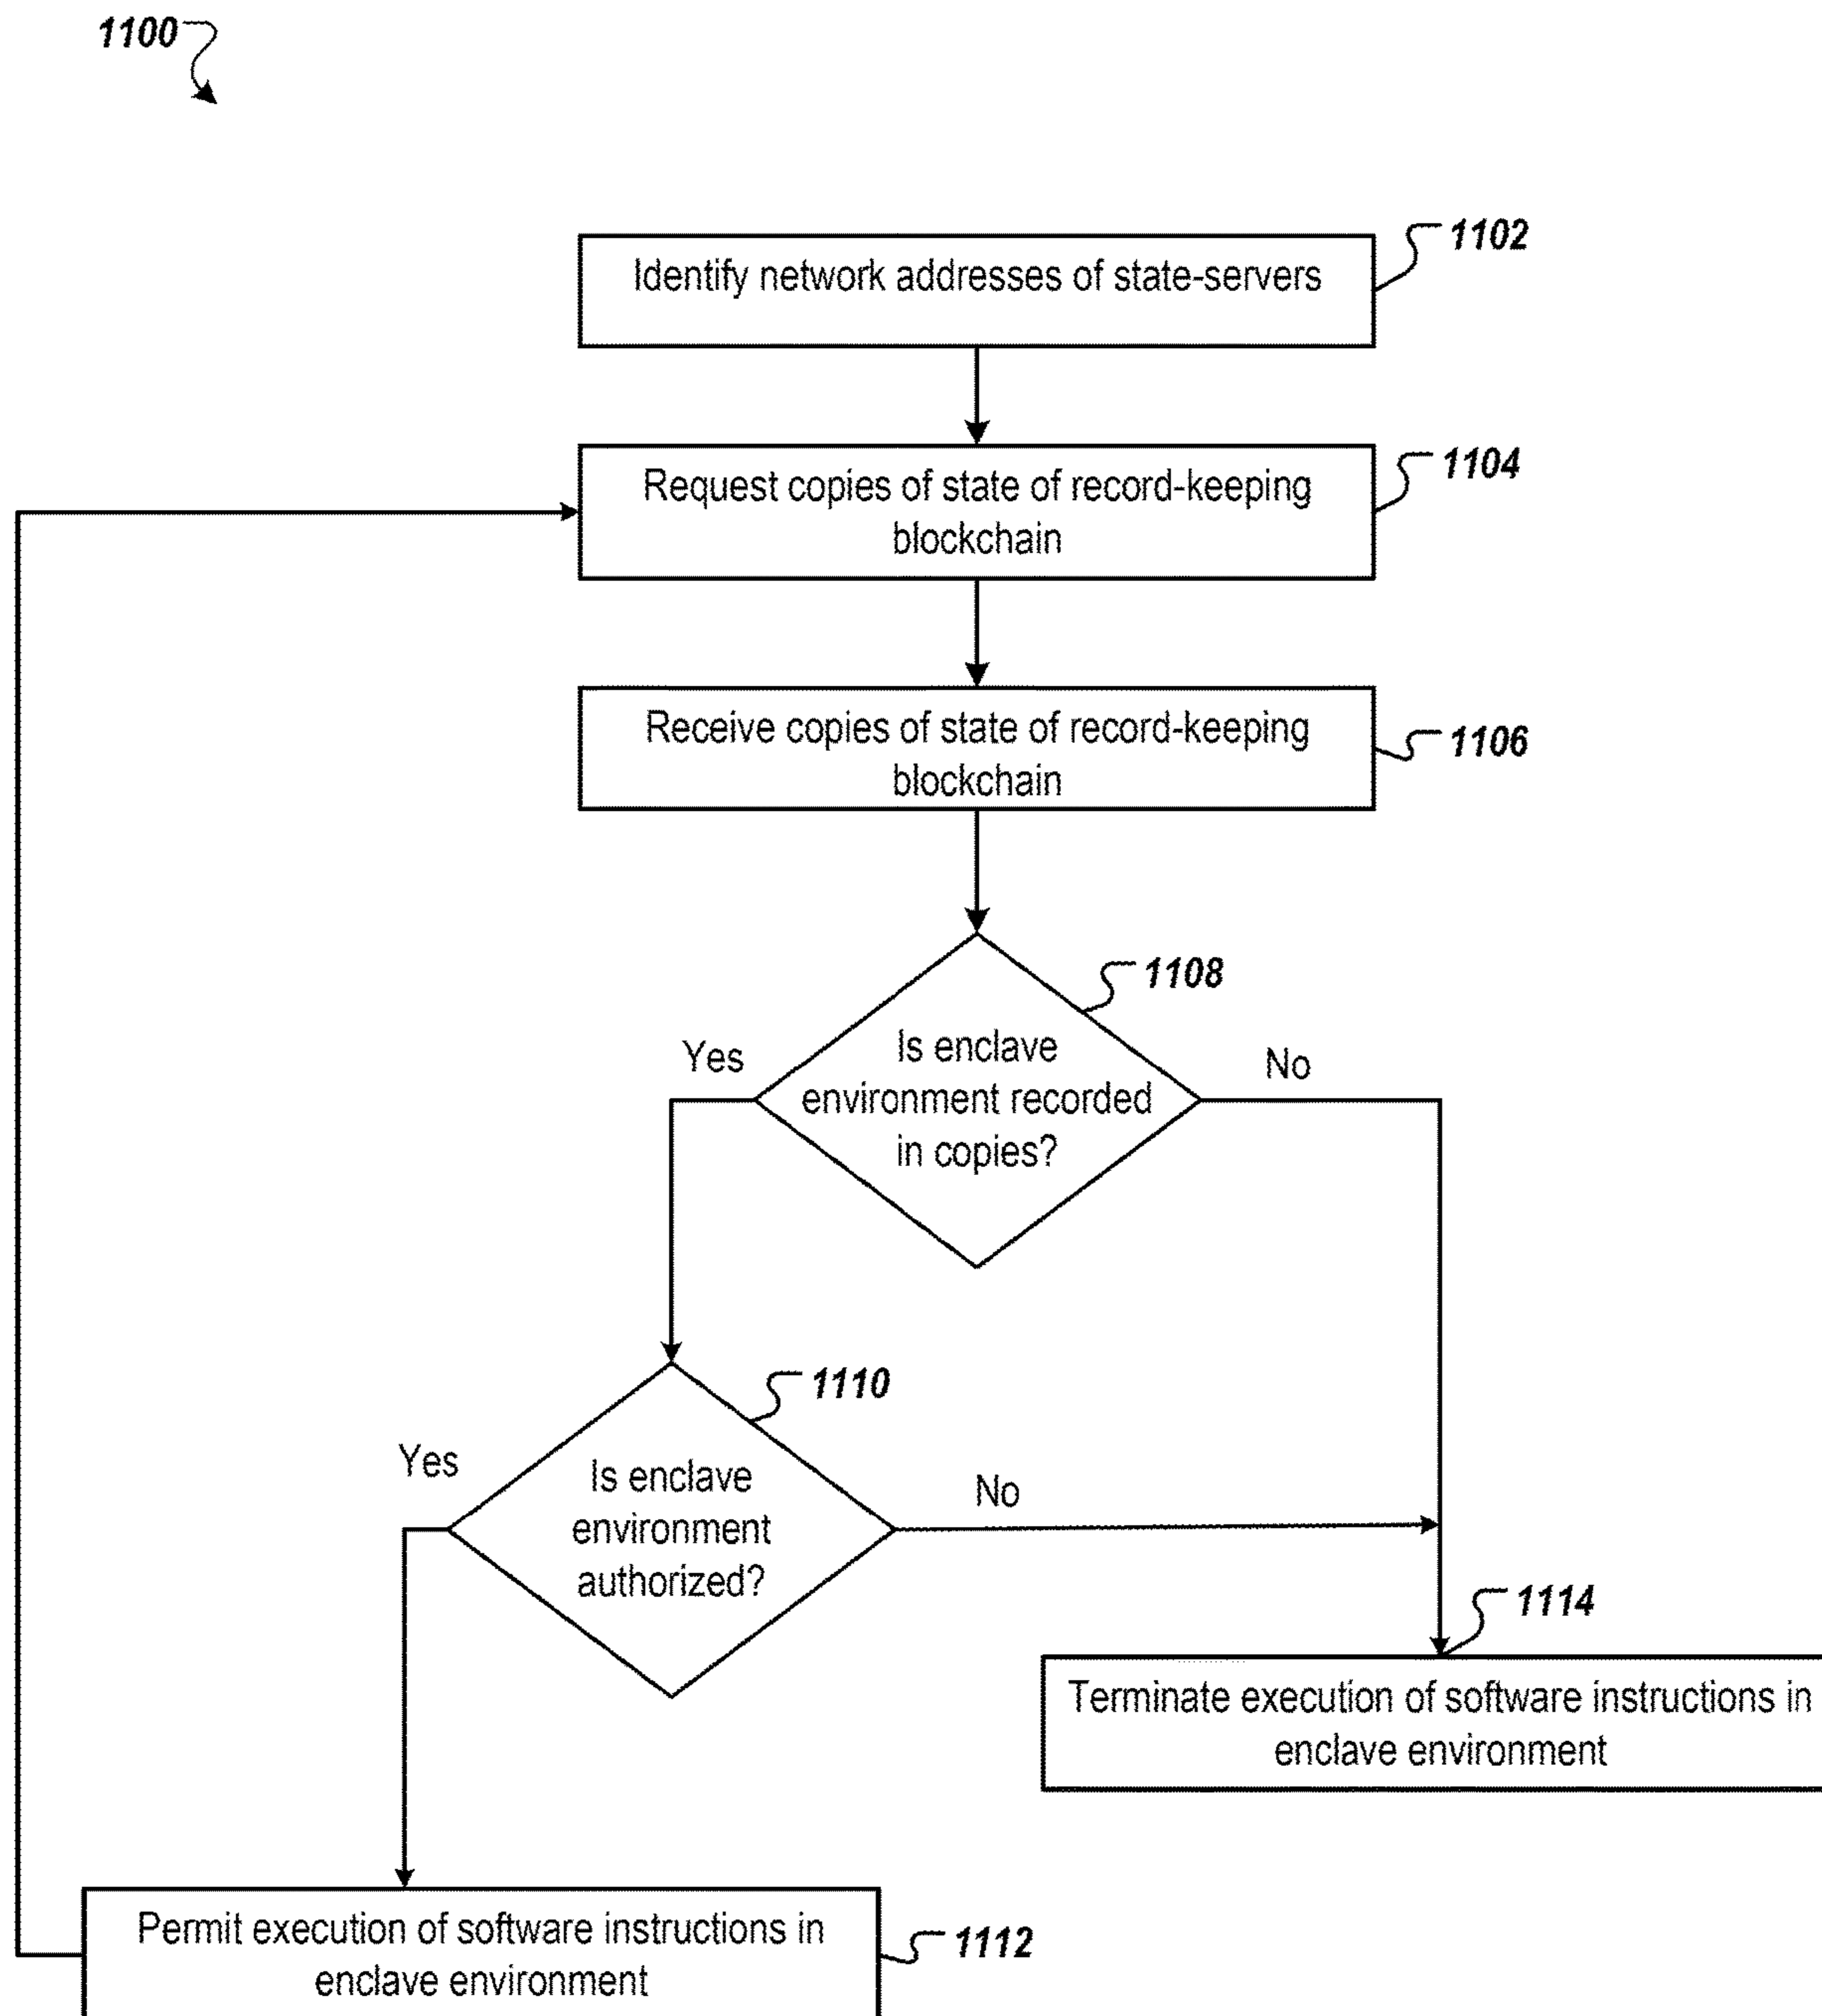 1100
1102
Identify network addresses of state-servers
1104
Request copies of state of record-keeping
blockchain
Receive copies of state of record-keeping
1106
blockchain
1108
Yes
Is enclave
No
environment recorded
in copies?
1110
Yes
Is enclave
No
environment
authorized?
1114
Terminate execution of software instructions in
enclave environment
Permit execution of software instructions in
1112
enclave environment